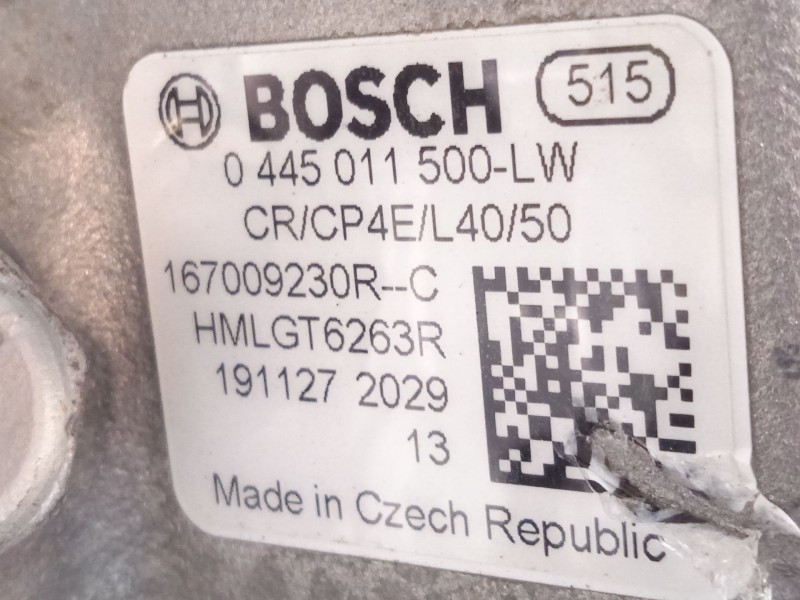 BOSCH 515
0 445 011 500-LW
CR/CP4E/L40/50
167009230R--C
HMLGT6263R
191127 2029
13
Made in Czech Republic